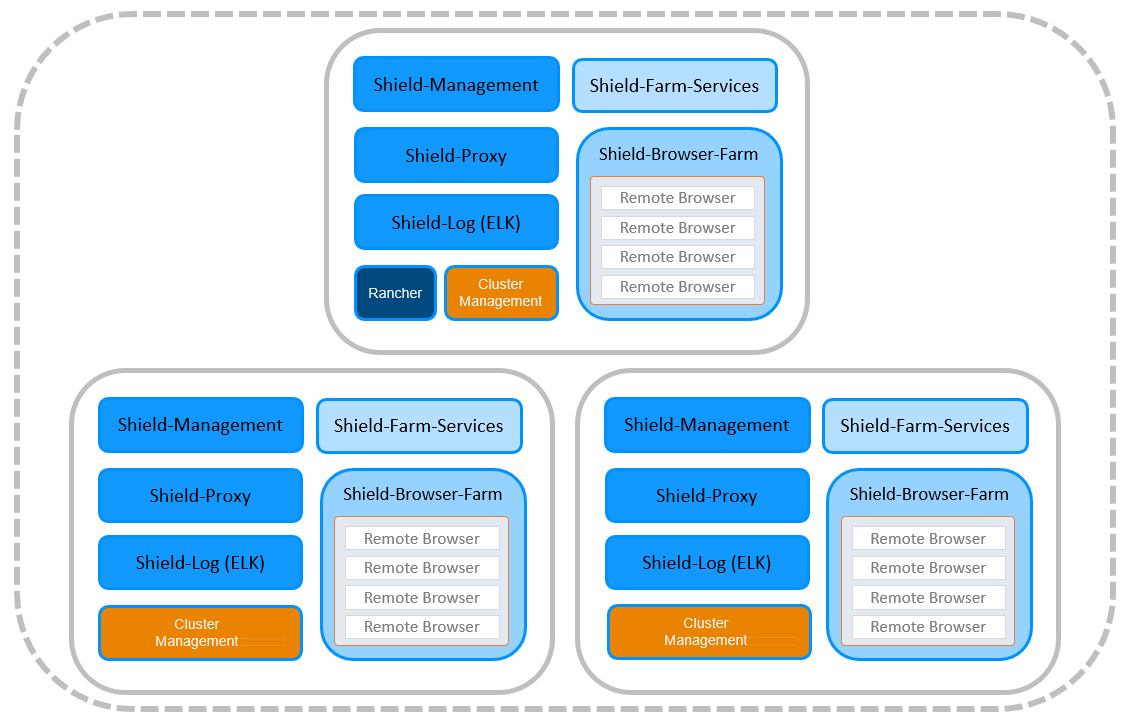 Shield-Management
Shield-Farm-Services
Shield-Proxy
Shield-Browser-Farm
Remote Browser
Shield-Log (ELK)
Remote Browser
Remote Browser
Rancher
Cluster
Management
Remote Browser
Shield-Management
Shield-Farm-Services
Shield-Proxy
Shield-Browser-Farm
Shield-Log (ELK)
Remote Browser
Remote Browser
Remote Browser
Remote Browser
Cluster
Management
Shield-Management
Shield-Farm-Services
Shield-Proxy
Shield-Browser-Farm
Shield-Log (ELK)
Remote Browser
Remote Browser
Remote Browser
Remote Browser
Cluster
Management